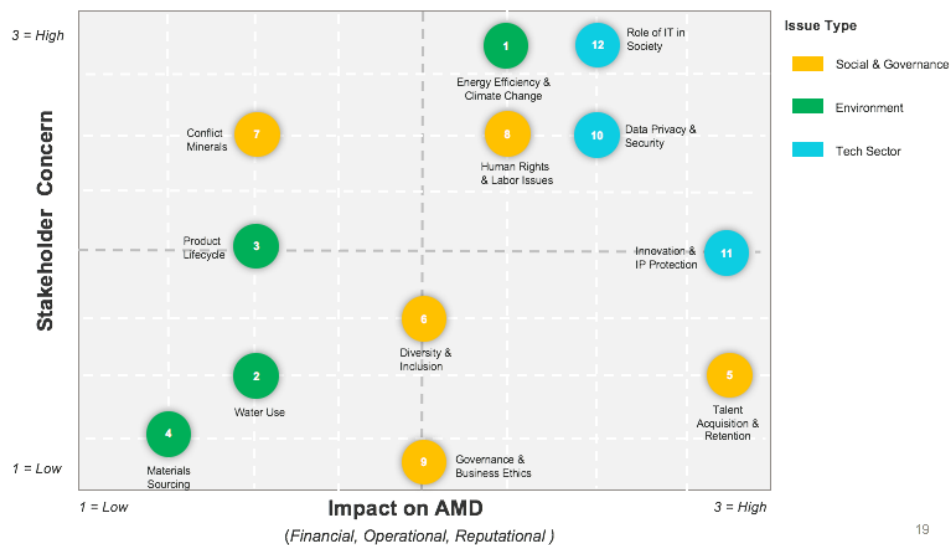 3 = High
Stakeholder Concern
1 = Low
1
Energy Efficiency &
Climate Change
12
Role of IT in
Society
Conflict
Minerals
7
8
Human Rights
& Labor Issues
10
Data Privacy &
Security
Product
Lifecycle
3
Innovation &
IP Protection
11
6
Diversity &
Inclusion
2
Water Use
5
Talent
Acquisition &
Retention
4
Materials
Sourcing
9
Governance &
Business Ethics
1 = Low
Impact on AMD
3 = High
(Financial, Operational, Reputational )
Issue Type
Social & Governance
Environment
Tech Sector
19